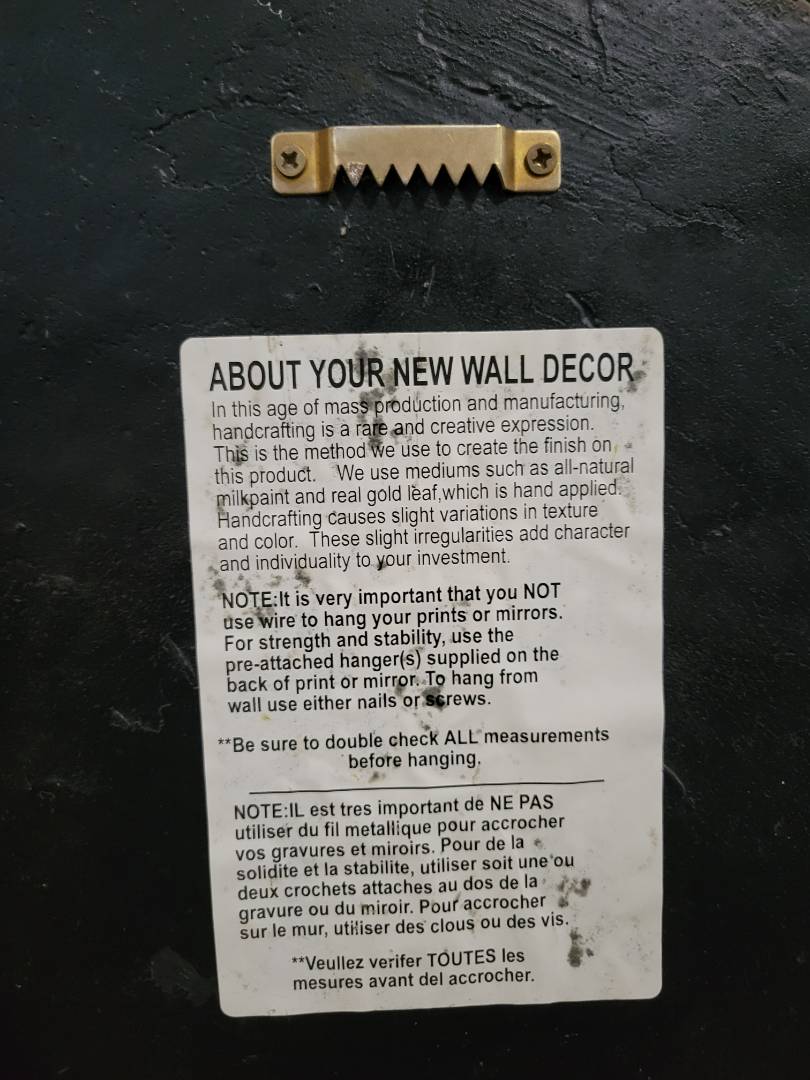 ABOUT YOUR NEW WALL DECOR
In this age of mass production and manufacturing,
handcrafting is a rare and creative expression.
This is the method we use to create the finish on
this product. We use mediums such as all-natural
milkpaint and real gold leaf,which is hand applied.
Handcrafting causes slight variations in texture
and color. These slight irregularities add character
and individuality to your investment.
NOTE:It is very important that you NOT
use wire to hang your prints or mirrors.
For strength and stability, use the
pre-attached hanger(s) supplied on the
back of print or mirror. To hang from
wall use either nails or screws.
**Be sure to double check ALL measurements
before hanging.
NOTE:IL est tres important de NE PAS
utiliser du fil metallique pour accrocher
vos gravures et miroirs. Pour de la
solidite et la stabilite, utiliser soit une ou
deux crochets attaches au dos de la
gravure ou du miroir. Pour accrocher
sur le mur, utiliser des clous ou des vis.
**Veullez verifer TOUTES les
mesures avant del accrocher.